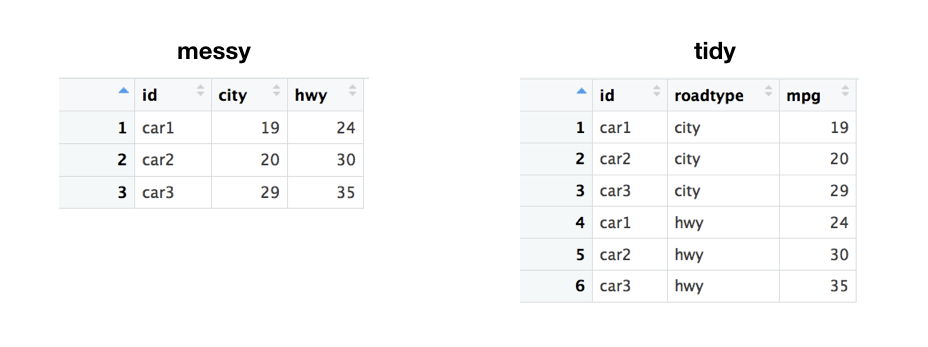 messy
id city hwy
1 car1 19 24
2 car2 20 30
3 car3 29 35
tidy
id roadtype mpg
1 car1 city 19
2 car2 city 20
3 car3 city 29
4 car1 hwy 24
5 car2 hwy 30
6 car3 hwy 35